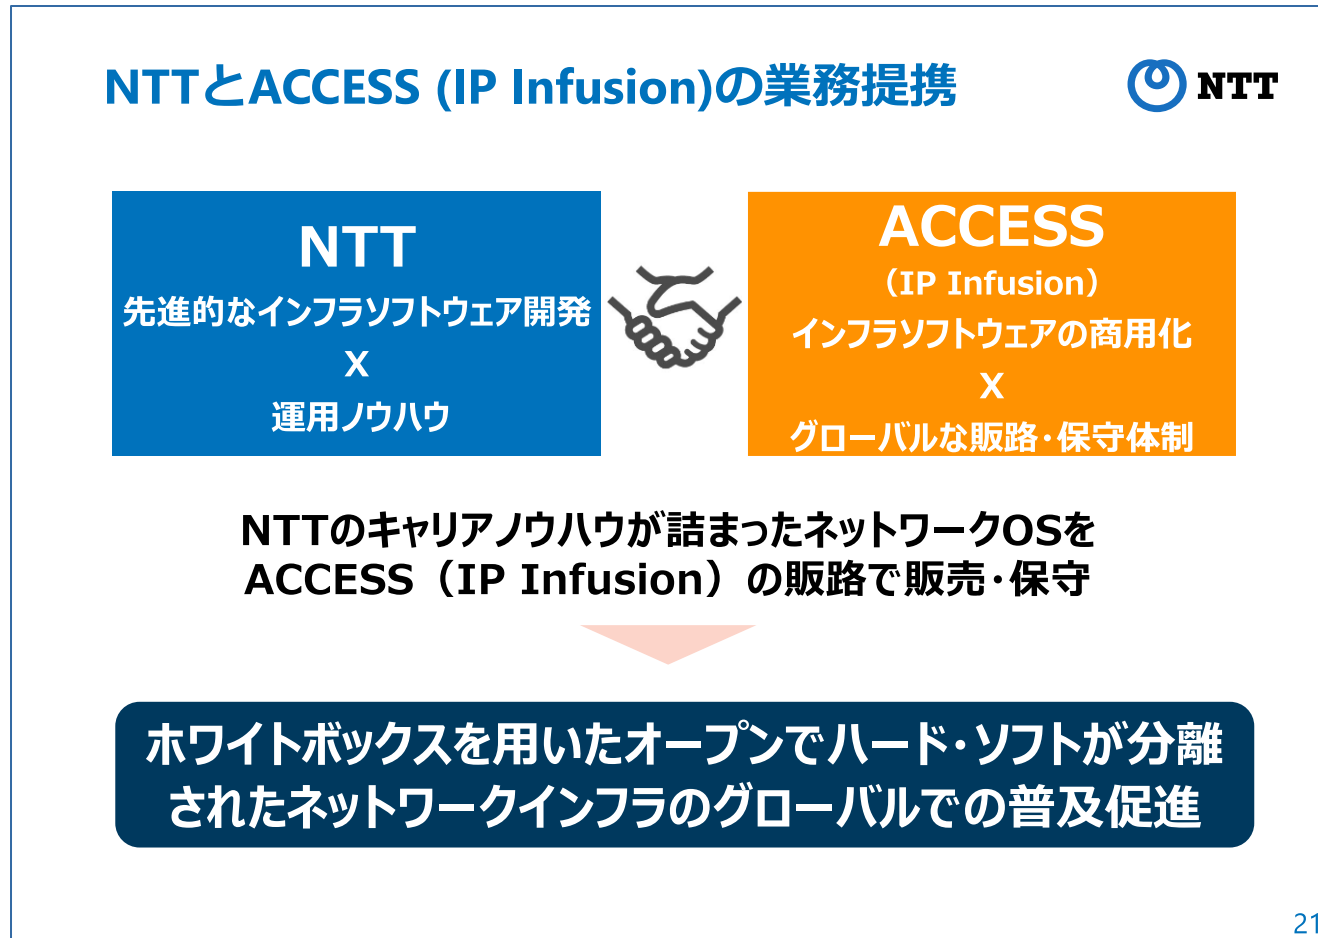 NTTとACCESS (IP Infusion)の業務提携
NTT
NTT
先進的なインフラソフトウェア開発
X
運用ノウハウ
ACCESS
（IP Infusion）
インフラソフトウェアの商用化
X
グローバルな販路・保守体制
NTTのキャリアノウハウが詰まったネットワークOSを
ACCESS（IP Infusion）の販路で販売・保守
ホワイトボックスを用いたオープンでハード・ソフトが分離
されたネットワークインフラのグローバルでの普及促進
21